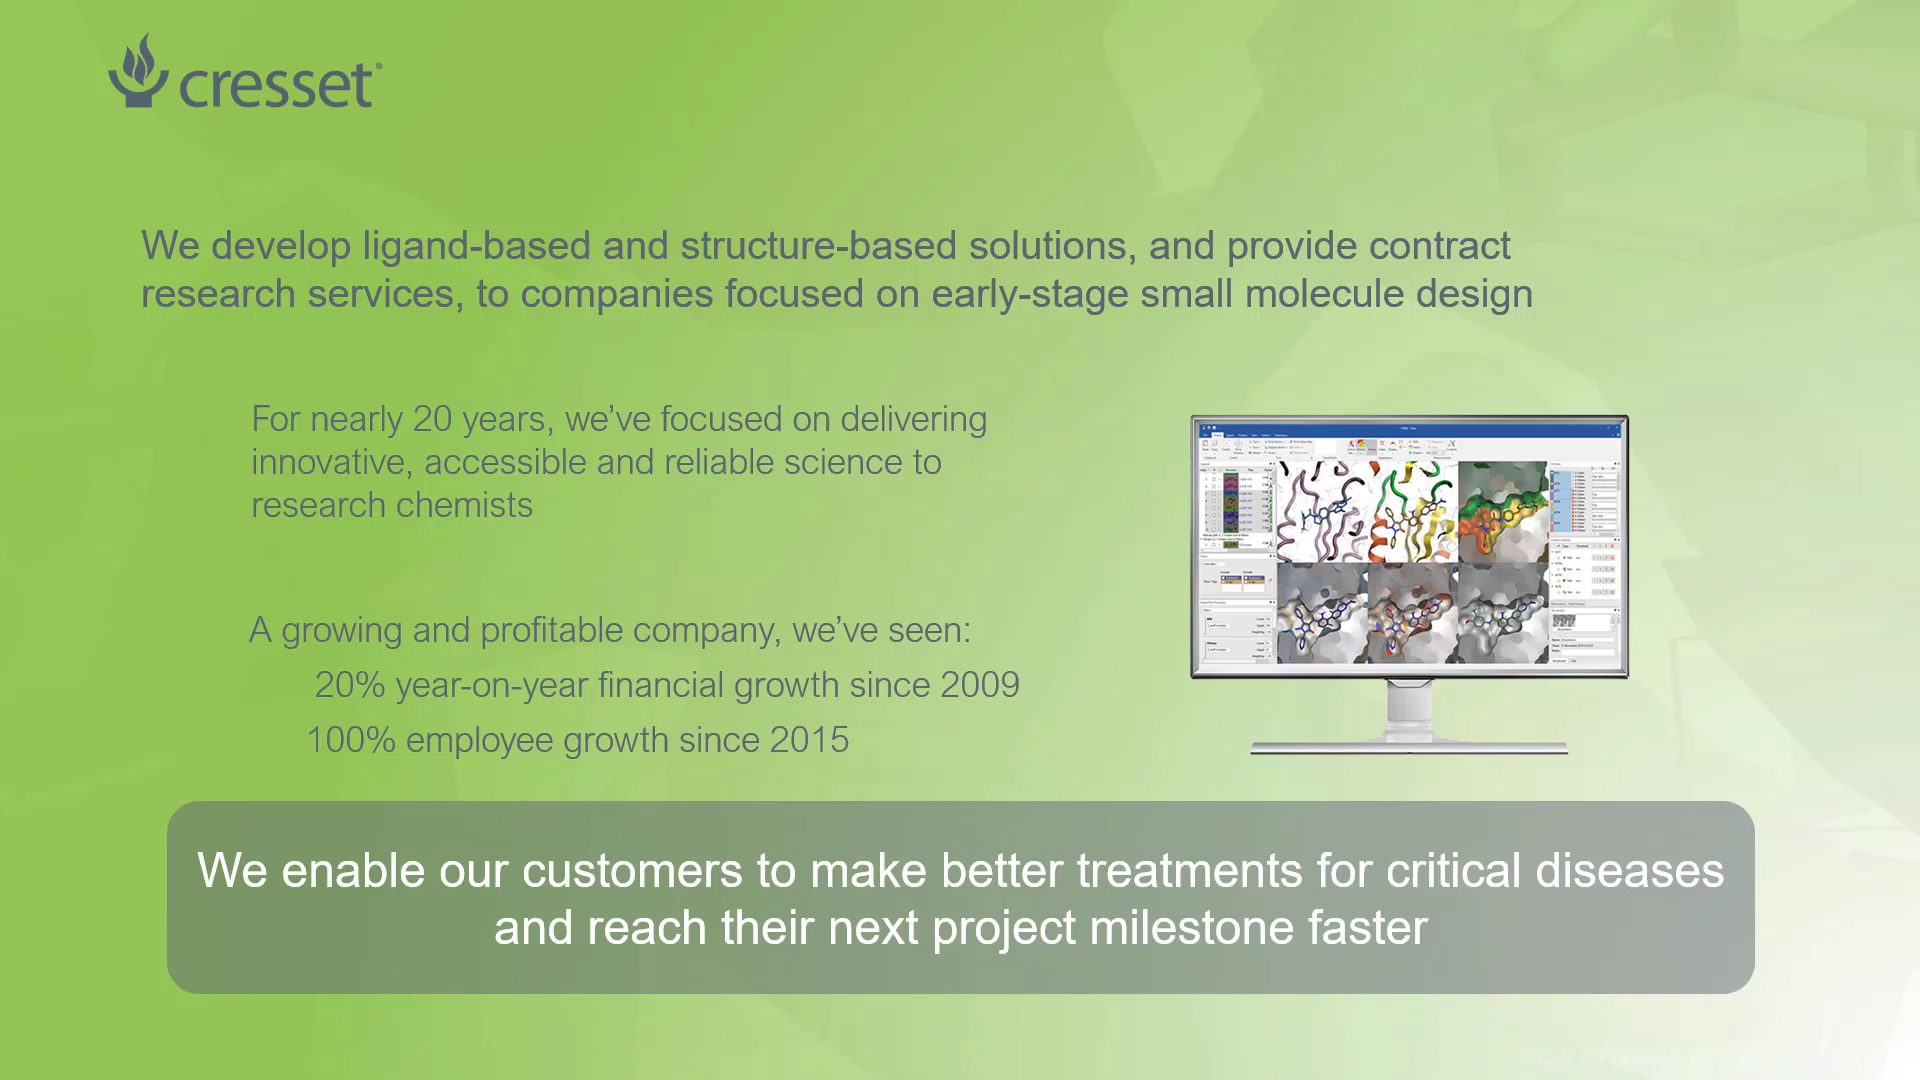 cresset®
We develop ligand-based and structure-based solutions, and provide contract
research services, to companies focused on early-stage small molecule design
For nearly 20 years, we’ve focused on delivering
innovative, accessible and reliable science to
research chemists
A growing and profitable company, we’ve seen:
20% year-on-year financial growth since 2009
100% employee growth since 2015
We enable our customers to make better treatments for critical diseases
and reach their next project milestone faster